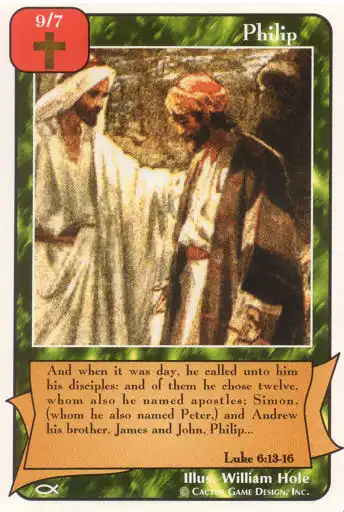 9/7
Philip
And when it was day, he called unto him
his disciples: and of them he chose twelve,
whom also he named apostles; Simon,
(whom he also named Peter,) and Andrew
his brother, James and John, Philip...
Luke 6:13-16
Illus. William Hole
© Cactus Game Design, Inc.